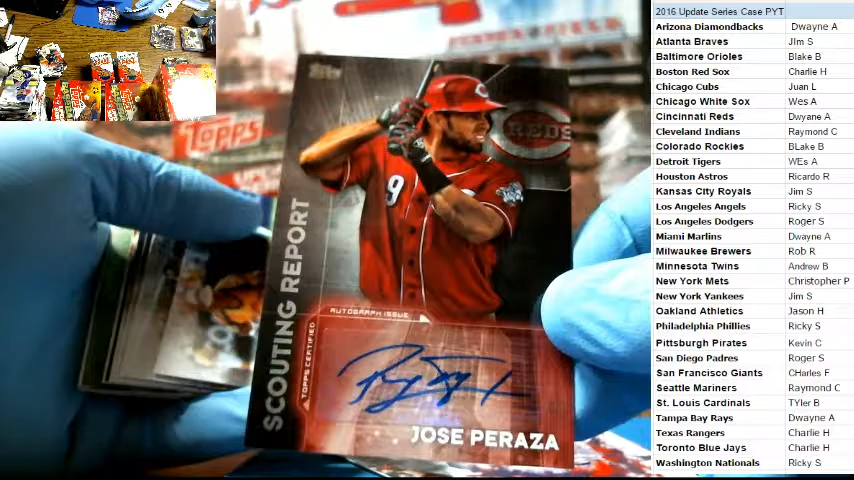 2016 Update Series Case PYT
Arizona Diamondbacks Dwayne A
Atlanta Braves JIm S
Baltimore Orioles Blake B
Boston Red Sox Charlie H
Chicago Cubs Juan L
Chicago White Sox Wes A
Cincinnati Reds Dwyane A
Cleveland Indians Raymond C
Colorado Rockies BLake B
Detroit Tigers WEs A
Houston Astros Ricardo R
Kansas City Royals Jim S
Los Angeles Angels Ricky S
Los Angeles Dodgers Roger S
Miami Marlins Dwayne A
Milwaukee Brewers Rob R
Minnesota Twins Andrew B
New York Mets Christopher P
New York Yankees Jim S
Oakland Athletics Jason H
Philadelphia Phillies Ricky S
Pittsburgh Pirates Kevin C
San Diego Padres Roger S
San Francisco Giants CHarles F
Seattle Mariners Raymond C
St. Louis Cardinals TYler B
Tampa Bay Rays Dwayne A
Texas Rangers Charlie H
Toronto Blue Jays Charlie H
Washington Nationals Ricky S
Topps
REDS
9
Topps
SCOUTING REPORT
AUTOGRAPH ISSUE
TOPPS CERTIFIED
JOSE PERAZA